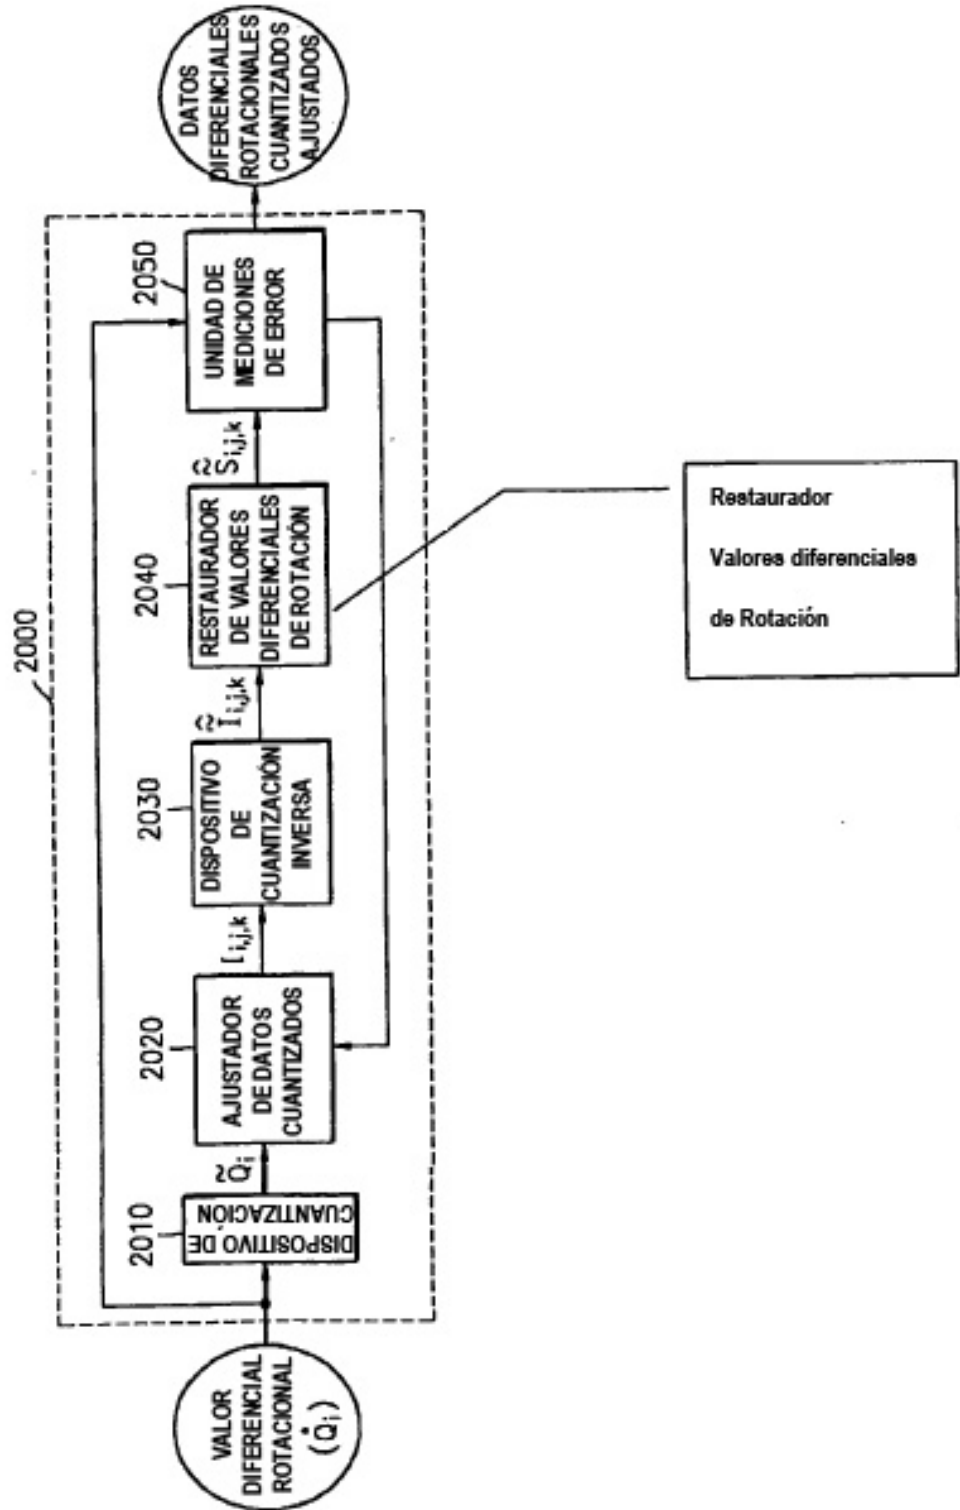 2000
VALOR
DIFERENCIAL
ROTACIONAL
(Q̇i)
2010
DISPOSITIVO DE
CUANTIZACIÓN
Q̃i
2020
AJUSTADOR
DE DATOS
CUANTIZADOS
Ii,j,k
2030
DISPOSITIVO
DE
CUANTIZACIÓN
INVERSA
≈
Ii,j,k
2040
RESTAURADOR
DE VALORES
DIFERENCIALES
DE ROTACIÓN
≈
Si,j,k
2050
UNIDAD DE
MEDICIONES
DE ERROR
DATOS
DIFERENCIALES
ROTACIONALES
CUANTIZADOS
AJUSTADOS
Restaurador
Valores diferenciales
de Rotación